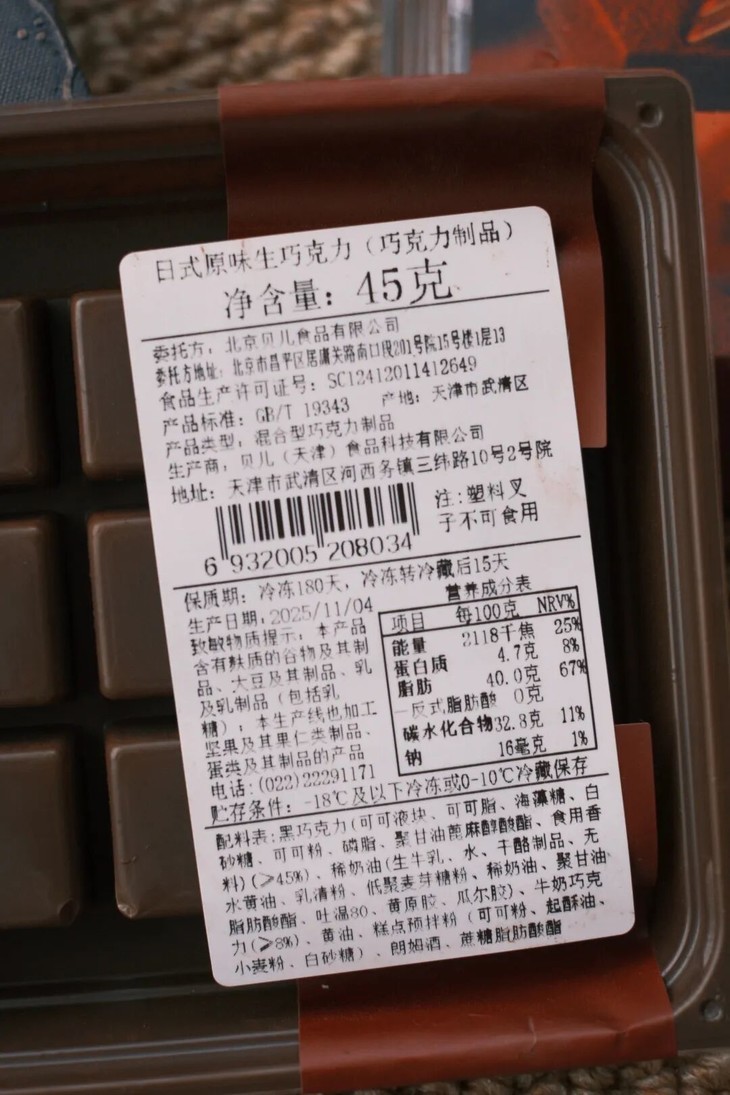 日式原味生巧克力（巧克力制品）
净含量：45克
委托方：北京贝儿食品有限公司
委托方地址：北京市昌平区居庸关路南口段201号院15号楼1层13
食品生产许可证号：SC12412011412649
产品标准：GB/T 19343 产地：天津市武清区
产品类型：混合型巧克力制品
生产商：贝儿（天津）食品科技有限公司
地址：天津市武清区河西务镇三纬路10号2号院
注：塑料叉
子不可食用
6 932005 208034
保质期：冷冻180天，冷冻转冷藏后15天
生产日期：2025/11/04
致敏物质提示：本产品
含有麸质的谷物及其制
品、大豆及其制品、乳
及乳制品（包括乳
糖）；本生产线也加工
坚果及其果仁类制品、
蛋类及其制品的产品
电话：(022)22291171
营养成分表
项目 每100克 NRV%
能量 2118千焦 25%
蛋白质 4.7克 8%
脂肪 40.0克 67%
—反式脂肪酸 0克
碳水化合物 32.8克 11%
钠 16毫克 1%
贮存条件：-18℃及以下冷冻或0-10℃冷藏保存
配料表：黑巧克力(可可液块、可可脂、海藻糖、白
砂糖、可可粉、磷脂、聚甘油蓖麻醇酸酯、食用香
料)(≥45%)、稀奶油(生牛乳、水、干酪制品、无
水黄油、乳清粉、低聚麦芽糖粉、稀奶油、聚甘油
脂肪酸酯、吐温80、黄原胶、瓜尔胶)、牛奶巧克
力(≥8%)、黄油、糕点预拌粉（可可粉、起酥油、
小麦粉、白砂糖）、朗姆酒、蔗糖脂肪酸酯